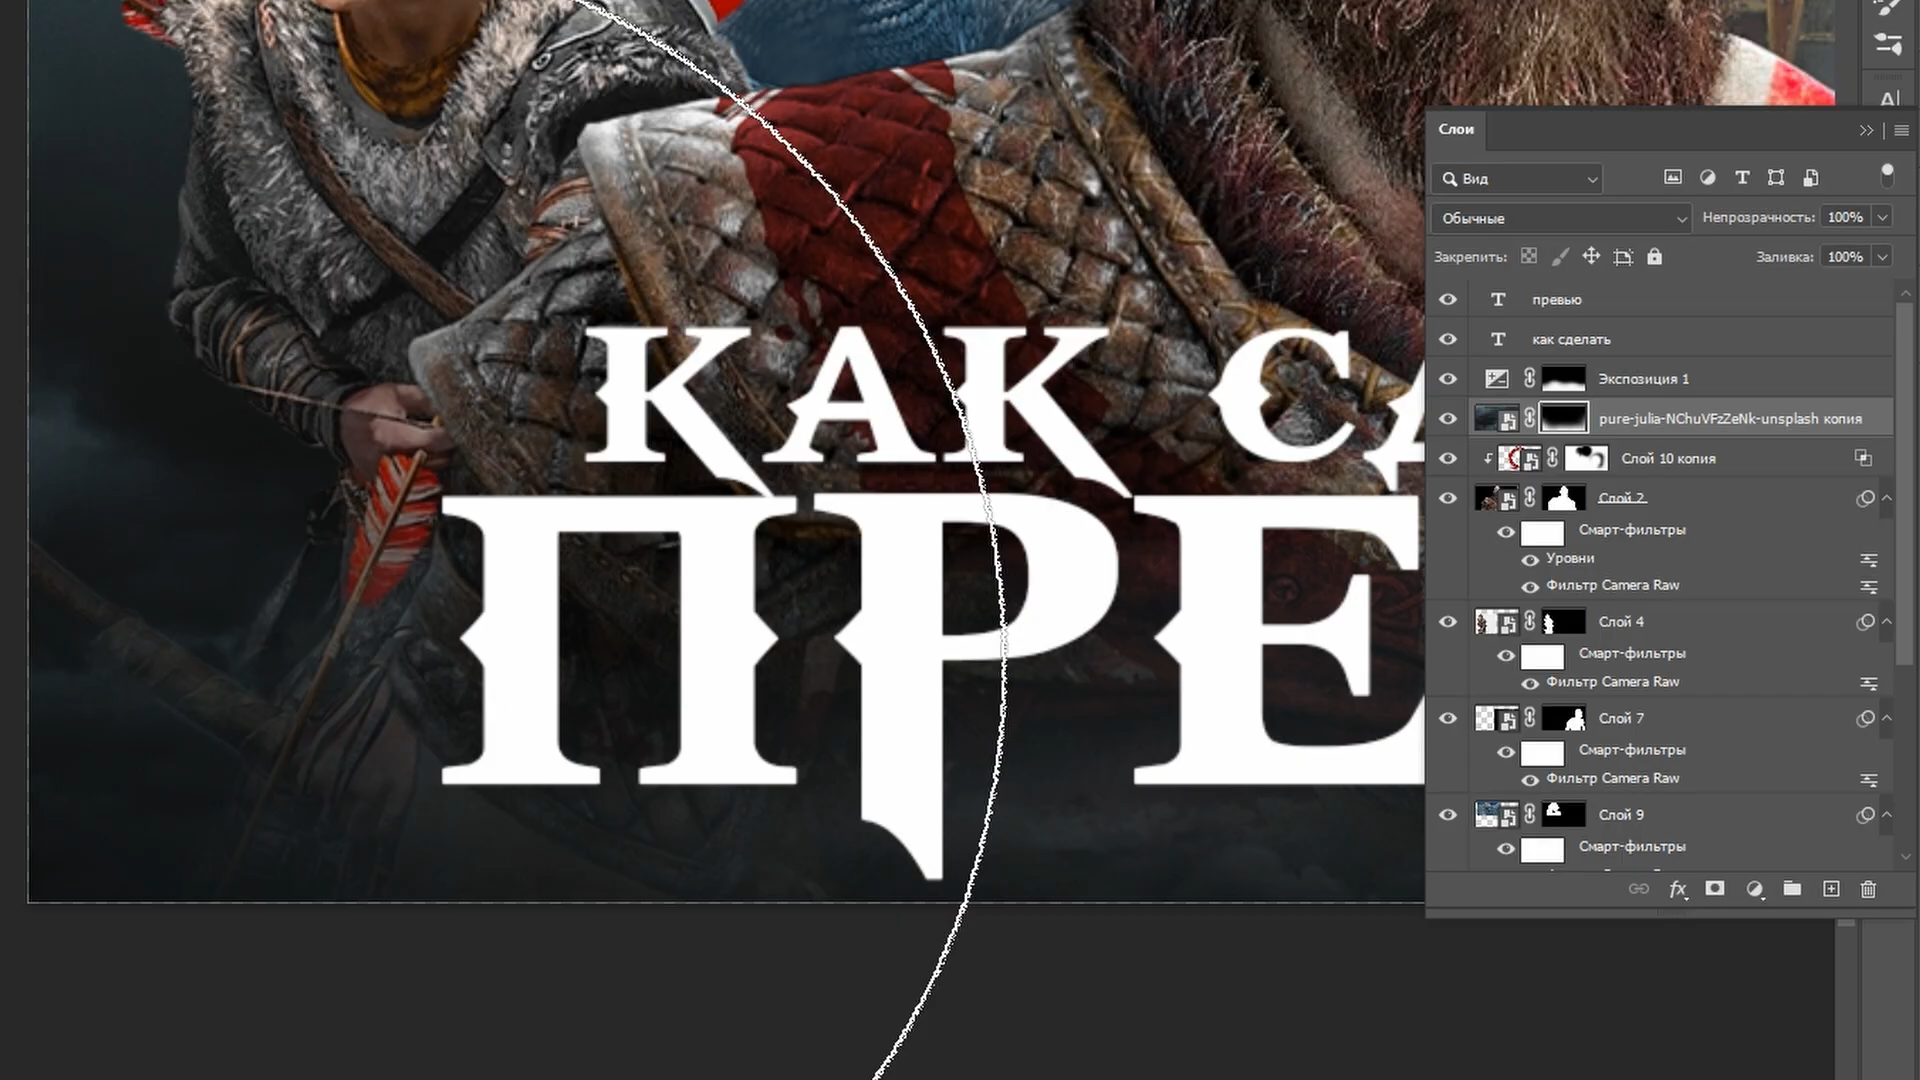 КАК С
ПРЕ
Слои
Вид
Обычные
Непрозрачность: 100%
Закрепить:
Заливка: 100%
превью
как сделать
Экспозиция 1
pure-julia-NChuVFzZeNk-unsplash копия
Слой 10 копия
Слой 2
Смарт-фильтры
Уровни
Фильтр Camera Raw
Слой 4
Смарт-фильтры
Фильтр Camera Raw
Слой 7
Смарт-фильтры
Фильтр Camera Raw
Слой 9
Смарт-фильтры